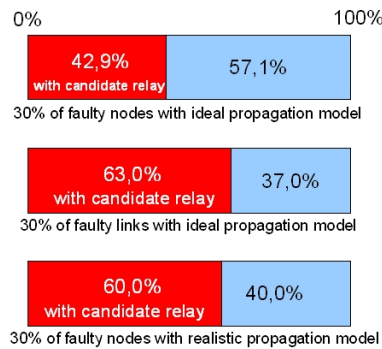 0% 100%
42,9% 57,1%
with candidate relay
30% of faulty nodes with ideal propagation model
63,0% 37,0%
with candidate relay
30% of faulty links with ideal propagation model
60,0% 40,0%
with candidate relay
30% of faulty nodes with realistic propagation model